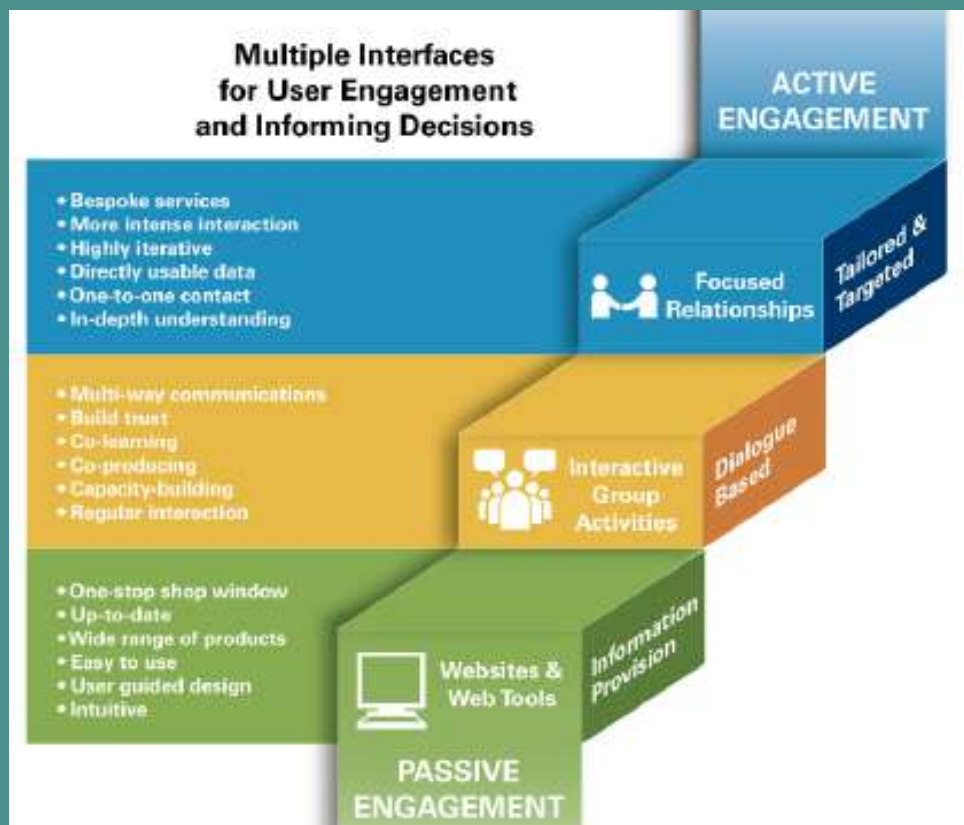 Multiple Interfaces
for User Engagement
and Informing Decisions
ACTIVE
ENGAGEMENT
• Bespoke services
• More intense interaction
• Highly iterative
• Directly usable data
• One-to-one contact
• In-depth understanding
Focused
Relationships
Tailored &
Targeted
• Multi-way communications
• Build trust
• Co-learning
• Co-producing
• Capacity-building
• Regular interaction
Interactive
Group
Activities
Dialogue
Based
• One-stop shop window
• Up-to-date
• Wide range of products
• Easy to use
• User guided design
• Intuitive
Websites &
Web Tools
Information
Provision
PASSIVE
ENGAGEMENT